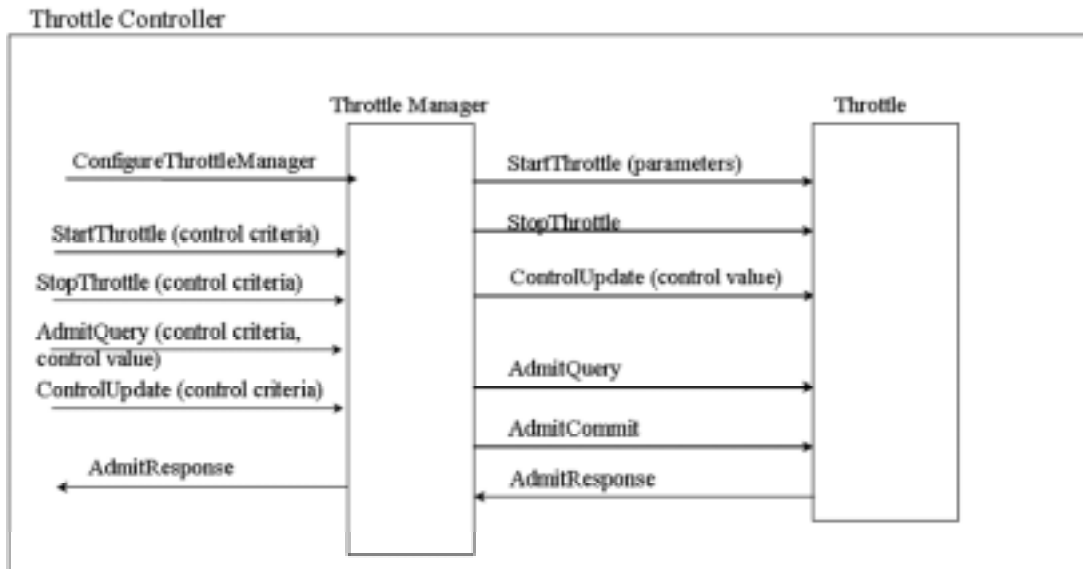 Throttle Controller
Throttle Manager
Throttle
ConfigureThrottleManager
StartThrottle (control criteria)
StopThrottle (control criteria)
AdmitQuery (control criteria,
control value)
ControlUpdate (control criteria)
AdmitResponse
StartThrottle (parameters)
StopThrottle
ControlUpdate (control value)
AdmitQuery
AdmitCommit
AdmitResponse